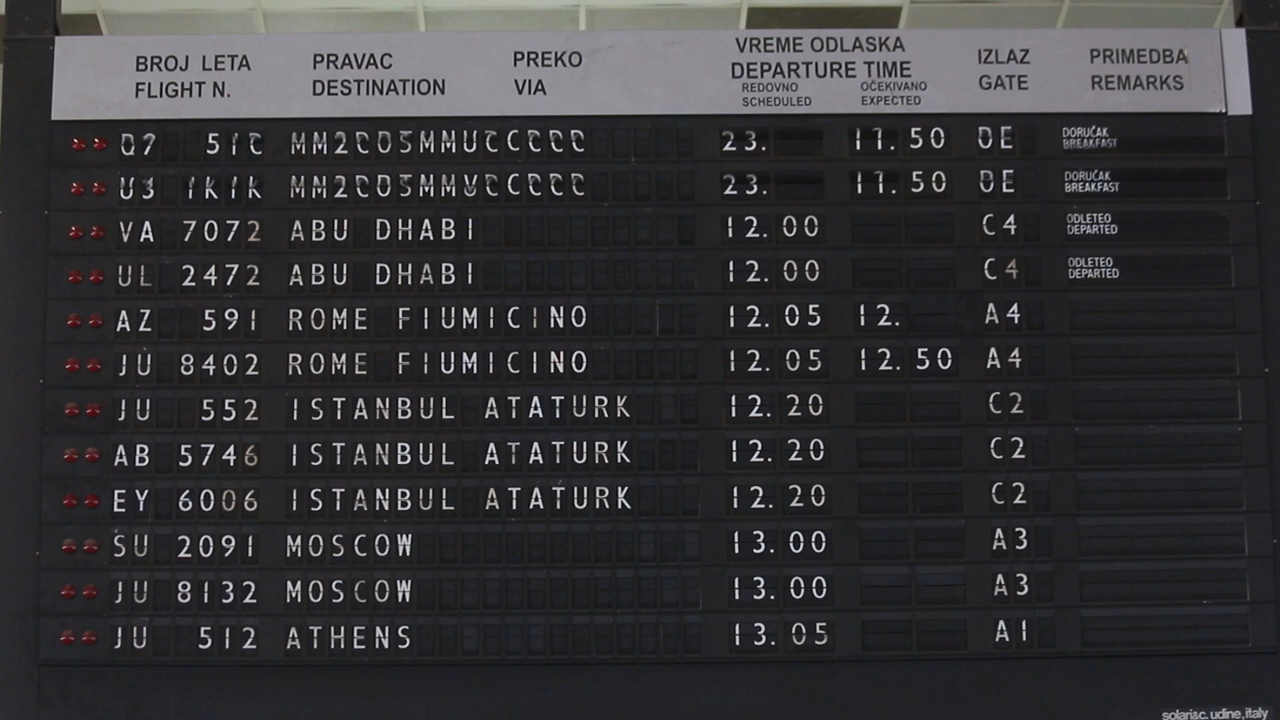 BROJ LETA PRAVAC PREKO VREME ODLASKA IZLAZ PRIMEDBA
FLIGHT N. DESTINATION VIA DEPARTURE TIME GATE REMARKS
REDOVNO OČEKIVANO
SCHEDULED EXPECTED
23. 11.50 DORUČAK
BREAKFAST
23. 11.50 DORUČAK
BREAKFAST
VA 7072 ABU DHABI 12.00 C4 ODLETEO
DEPARTED
UL 2472 ABU DHABI 12.00 C4 ODLETEO
DEPARTED
AZ 591 ROME FIUMICINO 12.05 12. A4
JU 8402 ROME FIUMICINO 12.05 12.50 A4
JU 552 ISTANBUL ATATURK 12.20 C2
AB 5746 ISTANBUL ATATURK 12.20 C2
EY 6006 ISTANBUL ATATURK 12.20 C2
SU 2091 MOSCOW 13.00 A3
JU 8132 MOSCOW 13.00 A3
JU 512 ATHENS 13.05 A1
solari&c. udine, italy